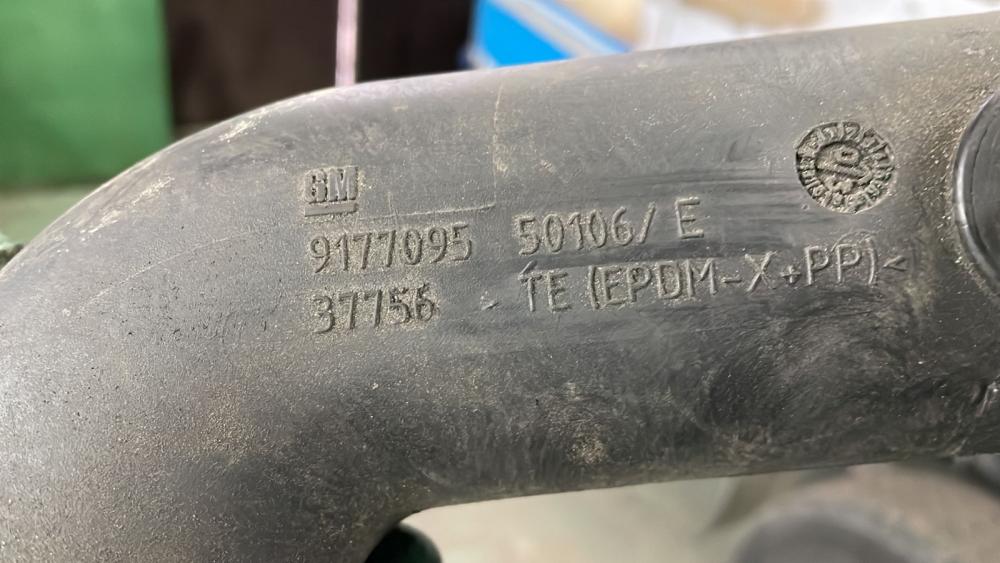 GM
9177095 50106/ E
37756 TE (EPDM-X+PP)<